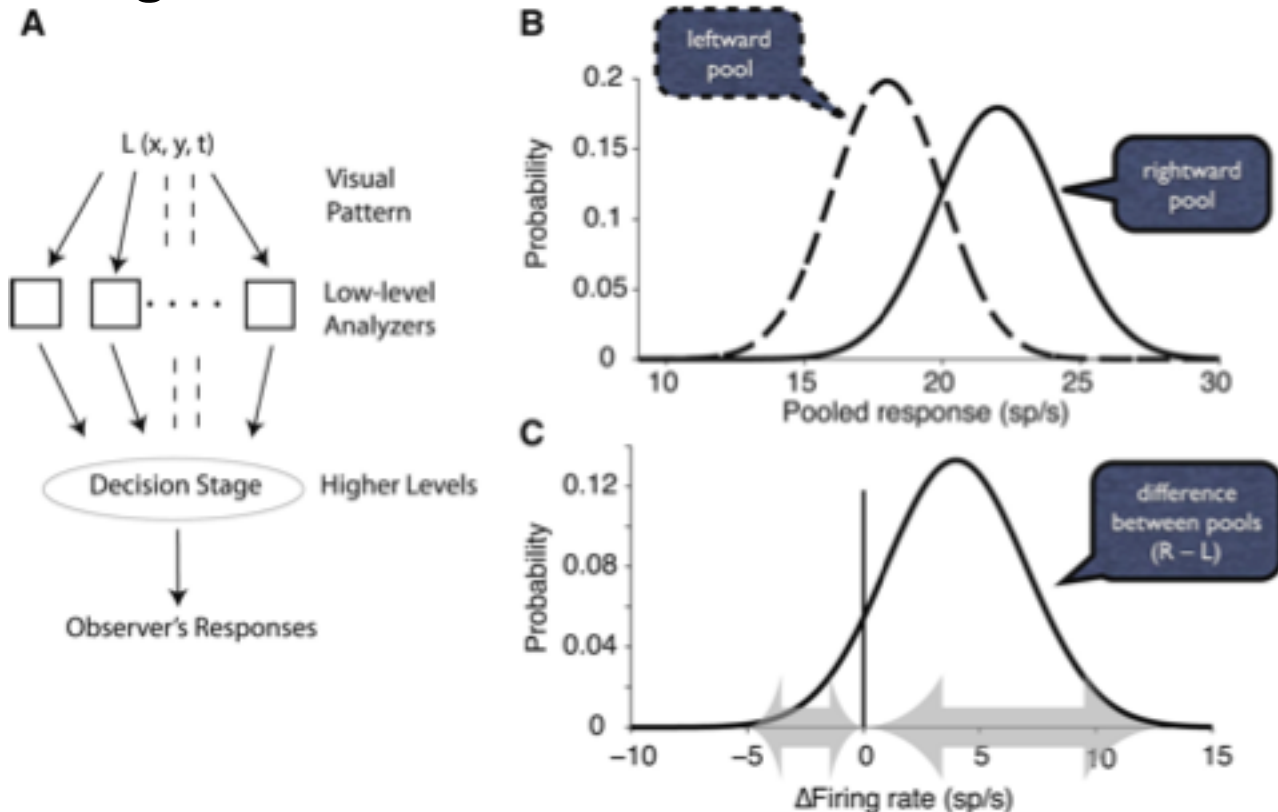 A
L (x, y, t)
Visual
Pattern
Low-level
Analyzers
Decision Stage
Higher Levels
Observer's Responses
B
leftward
pool
rightward
pool
Probability
0.2
0.15
0.1
0.05
0
10 15 20 25 30
Pooled response (sp/s)
C
difference
between pools
(R – L)
Probability
0.12
0.08
0.04
0
−10 −5 0 5 10 15
ΔFiring rate (sp/s)